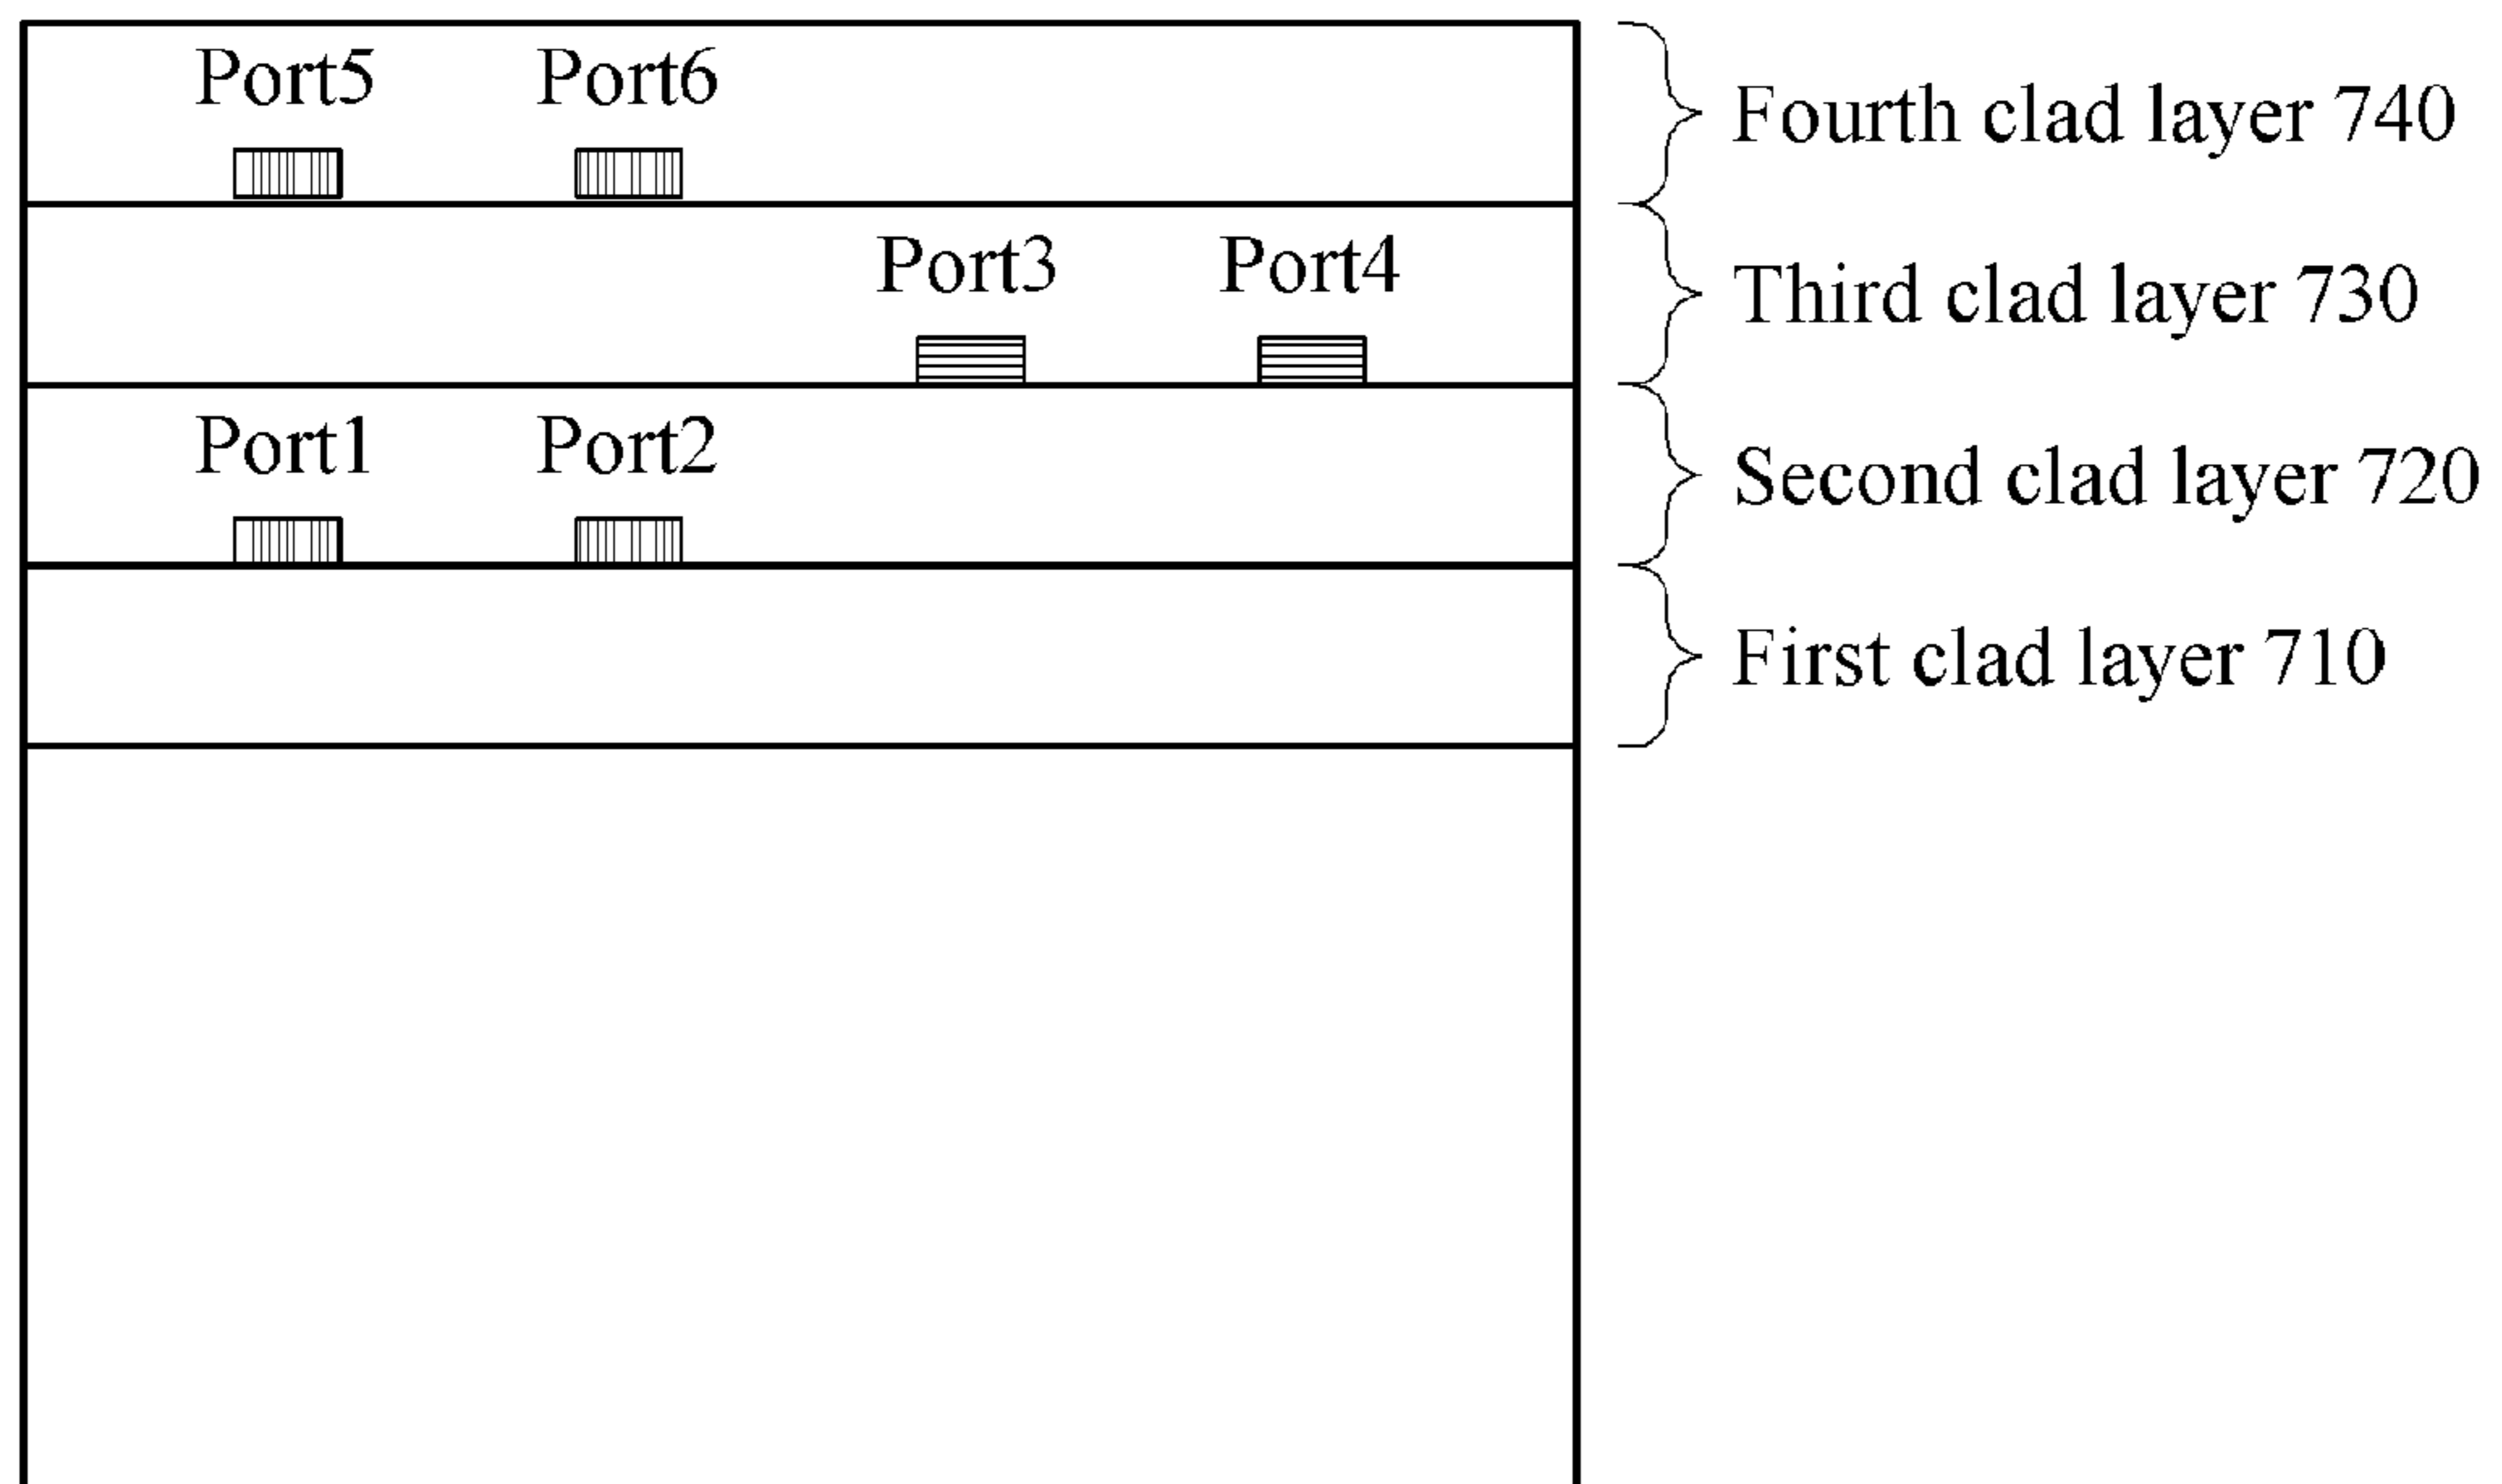 Port5 Port6
Fourth clad layer 740
Port3 Port4
Third clad layer 730
Port1 Port2
Second clad layer 720
First clad layer 710